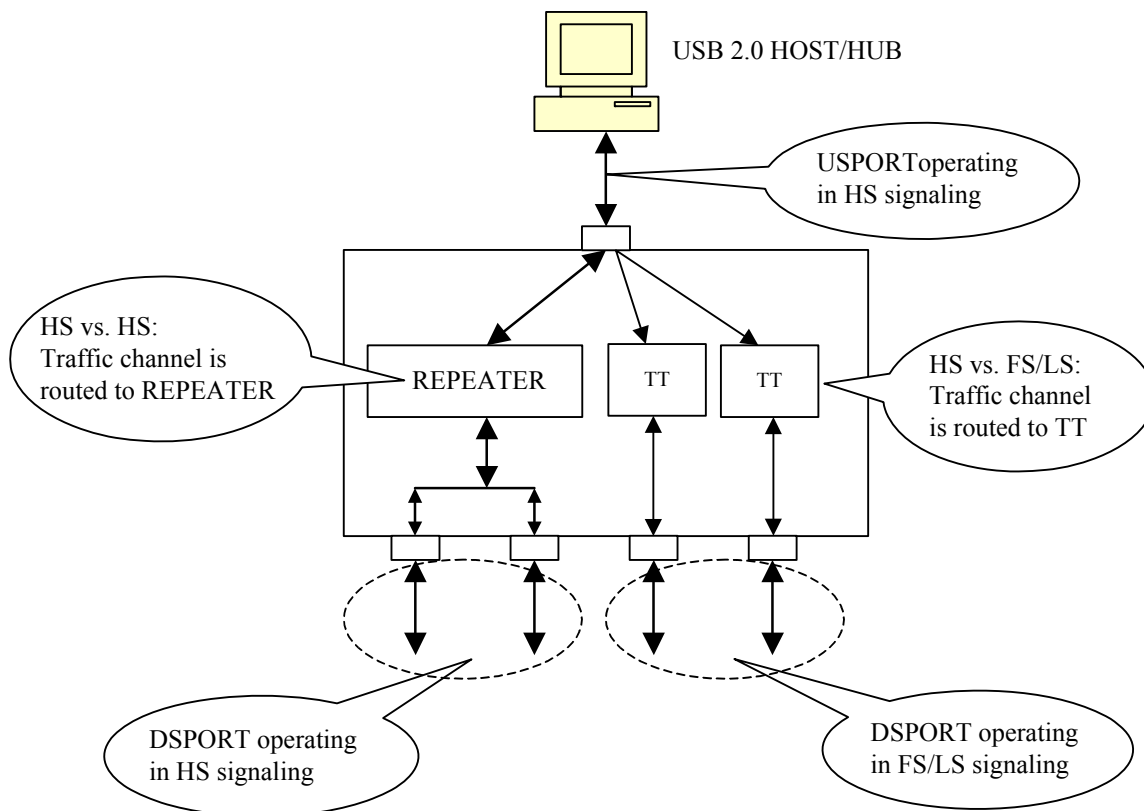 USB 2.0 HOST/HUB
USPORToperating
in HS signaling
HS vs. HS:
Traffic channel is
routed to REPEATER
REPEATER
TT
TT
HS vs. FS/LS:
Traffic channel
is routed to TT
DSPORT operating
in HS signaling
DSPORT operating
in FS/LS signaling